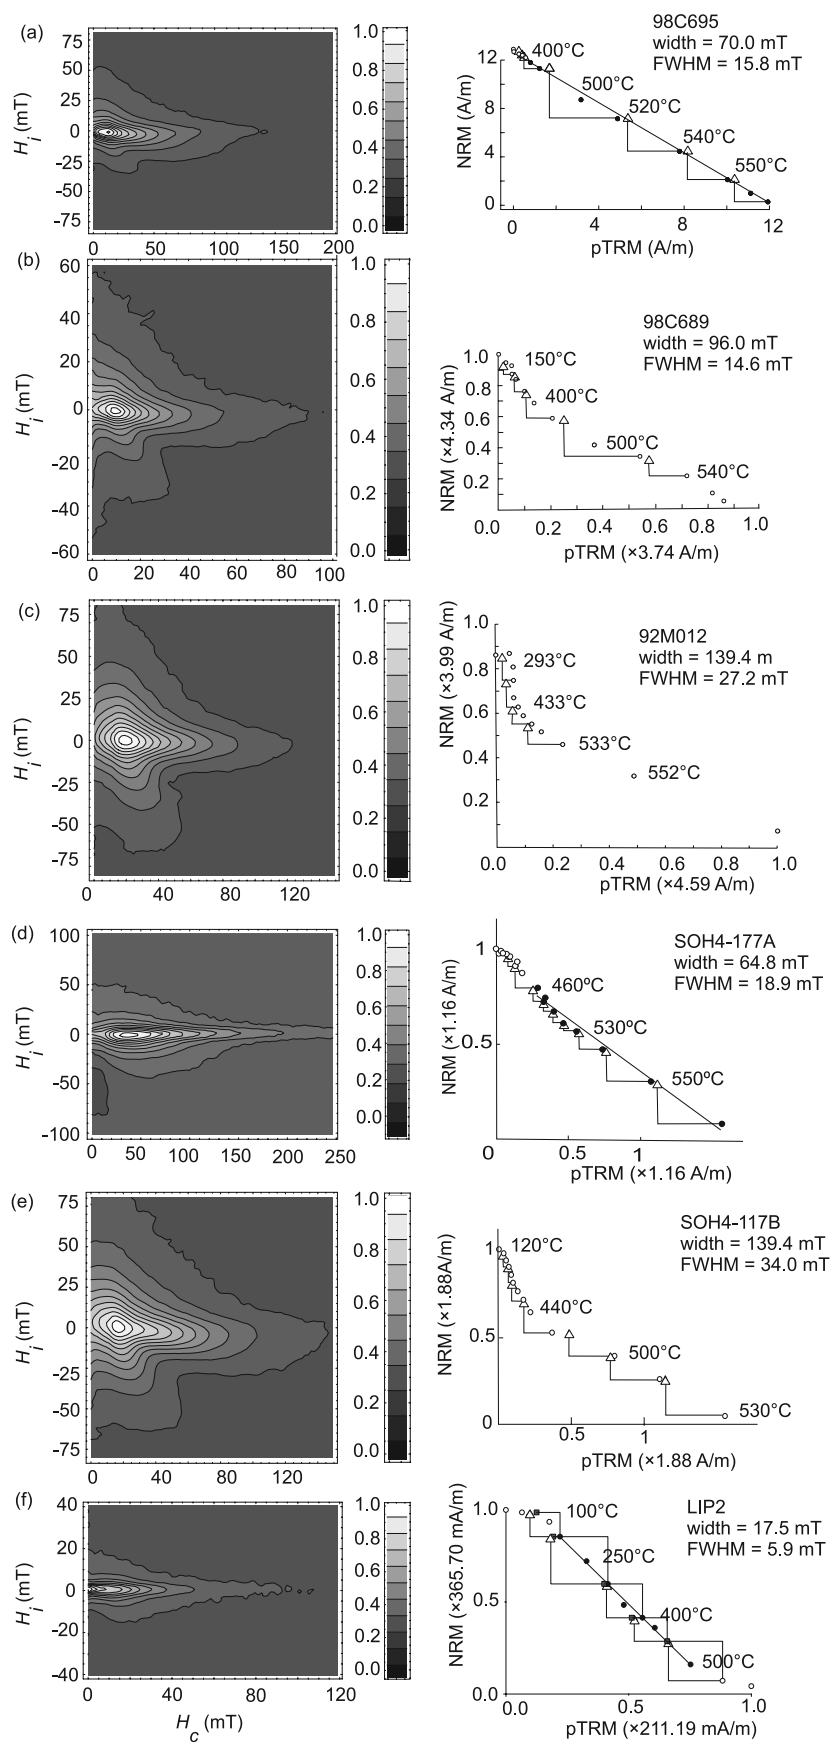 (a)
75
50
25
0
-25
-50
-75
H_i (mT)
0 50 100 150 200
1.0
0.8
0.6
0.4
0.2
0.0
98C695
width = 70.0 mT
FWHM = 15.8 mT
400°C
500°C
520°C
540°C
550°C
12
8
4
0
NRM (A/m)
0 4 8 12
pTRM (A/m)
(b)
60
40
20
0
-20
-40
-60
H_i (mT)
0 20 40 60 80 100
1.0
0.8
0.6
0.4
0.2
0.0
98C689
width = 96.0 mT
FWHM = 14.6 mT
150°C
400°C
500°C
540°C
1.0
0.8
0.6
0.4
0.2
NRM (×4.34 A/m)
0.0 0.2 0.4 0.6 0.8 1.0
pTRM (×3.74 A/m)
(c)
75
50
25
0
-25
-50
-75
H_i (mT)
0 40 80 120
1.0
0.8
0.6
0.4
0.2
0.0
92M012
width = 139.4 m
FWHM = 27.2 mT
293°C
433°C
533°C
552°C
1.0
0.8
0.6
0.4
0.2
NRM (×3.99 A/m)
0.0 0.2 0.4 0.6 0.8 1.0
pTRM (×4.59 A/m)
(d)
100
50
0
-50
-100
H_i (mT)
0 50 100 150 200 250
1.0
0.8
0.6
0.4
0.2
0.0
SOH4-177A
width = 64.8 mT
FWHM = 18.9 mT
460ºC
530°C
550ºC
1
0.5
NRM (×1.16 A/m)
0 0.5 1
pTRM (×1.16 A/m)
(e)
75
50
25
0
-25
-50
-75
H_i (mT)
0 40 80 120
1.0
0.8
0.6
0.4
0.2
0.0
SOH4-117B
width = 139.4 mT
FWHM = 34.0 mT
120°C
440°C
500°C
530°C
1
0.5
0
NRM (×1.88A/m)
0.5 1
pTRM (×1.88 A/m)
(f)
40
20
0
-20
-40
H_i (mT)
0 40 80 120
H_c (mT)
1.0
0.8
0.6
0.4
0.2
0.0
LIP2
width = 17.5 mT
FWHM = 5.9 mT
100°C
250°C
400°C
500°C
1.0
0.5
0.0
NRM (×365.70 mA/m)
0.0 0.5 1.0
pTRM (×211.19 mA/m)